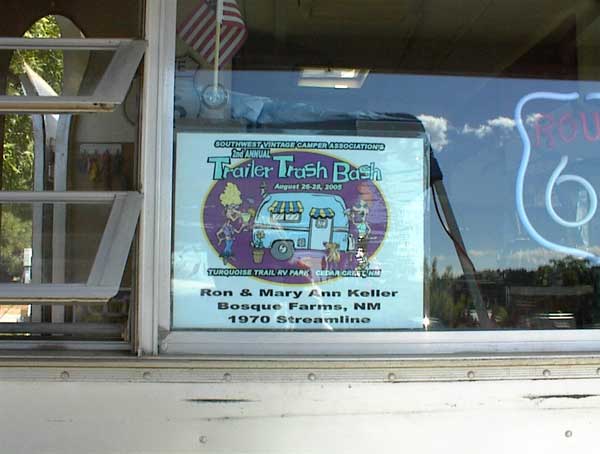 SOUTHWEST VINTAGE CAMPER ASSOCIATION'S
2ND ANNUAL
Trailer Trash Bash
August 26-28, 2005
TURQUOISE TRAIL RV PARK CEDAR CREST, NM
Ron & Mary Ann Keller
Bosque Farms, NM
1970 Streamline
ROU
6